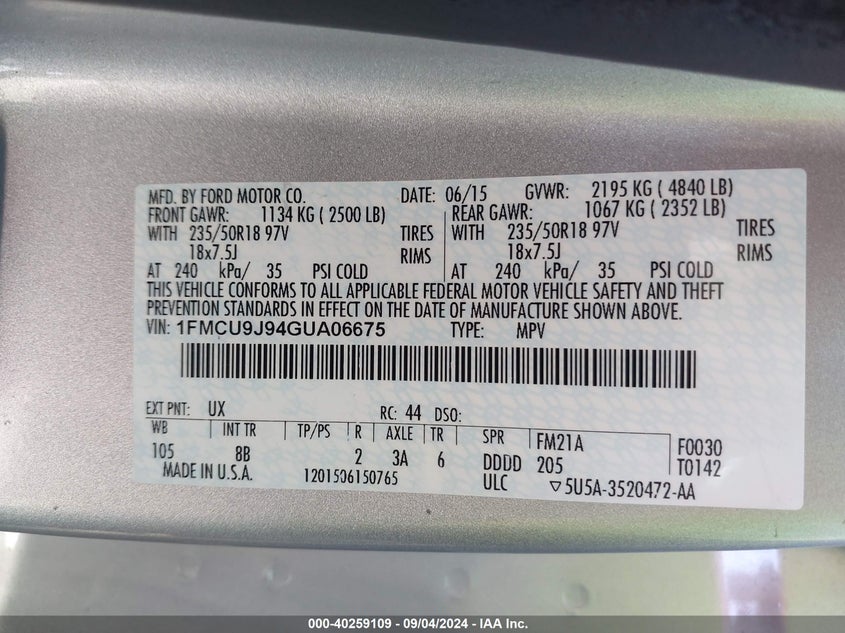 MFD. BY FORD MOTOR CO. DATE: 06/15 GVWR: 2195 KG ( 4840 LB)
FRONT GAWR: 1134 KG ( 2500 LB) REAR GAWR: 1067 KG ( 2352 LB)
WITH 235/50R18 97V TIRES WITH 235/50R18 97V TIRES
18x7.5J RIMS 18x7.5J RIMS
AT 240 kPa/ 35 PSI COLD AT 240 kPa/ 35 PSI COLD
THIS VEHICLE CONFORMS TO ALL APPLICABLE FEDERAL MOTOR VEHICLE SAFETY AND THEFT
PREVENTION STANDARDS IN EFFECT ON THE DATE OF MANUFACTURE SHOWN ABOVE.
VIN: 1FMCU9J94GUA06675 TYPE: MPV
EXT PNT: UX RC: 44 DSO:
WB INT TR TP/PS R AXLE TR SPR FM21A F0030
105 8B 2 3A 6 DDDD 205 T0142
MADE IN U.S.A. 1201506150765 ULC ▽5U5A-3520472-AA
000-40259109 - 09/04/2024 - IAA Inc.